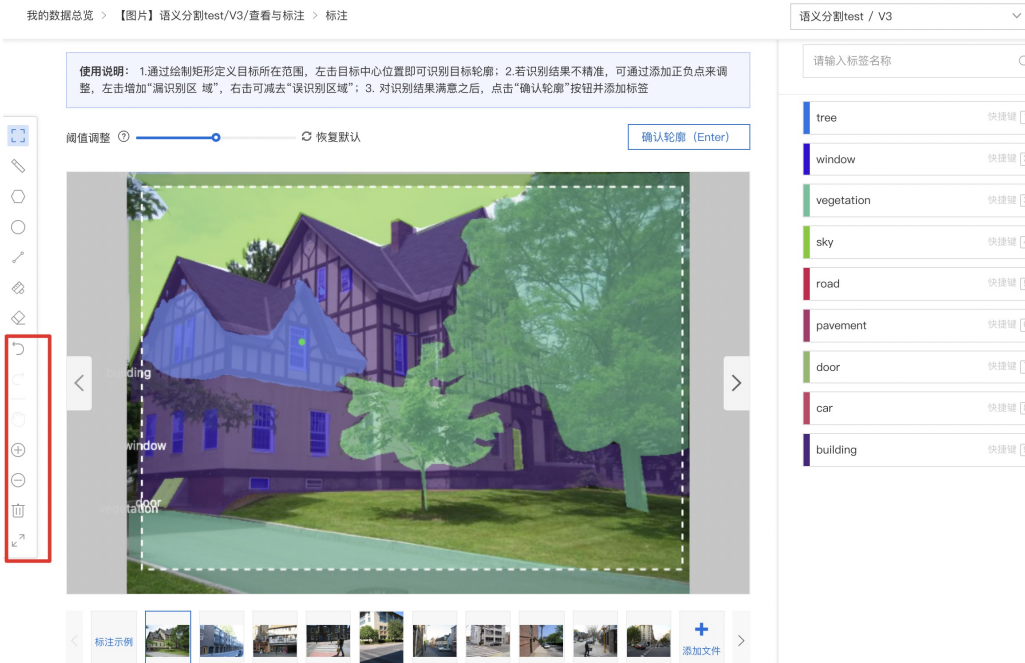 我的数据总览 > 【图片】语义分割test/V3/查看与标注 > 标注
语义分割test / V3
使用说明： 1.通过绘制矩形定义目标所在范围，左击目标中心位置即可识别目标轮廓；2.若识别结果不精准，可通过添加正负点来调
整，左击增加“漏识别区 域”，右击可减去“误识别区域”；3. 对识别结果满意之后，点击“确认轮廓”按钮并添加标签
请输入标签名称
阈值调整
恢复默认
确认轮廓（Enter）
tree 快捷键
window 快捷键
vegetation 快捷键
sky 快捷键
road 快捷键
pavement 快捷键
door 快捷键
car 快捷键
building 快捷键
building
window
door
vegetation
标注示例
添加文件